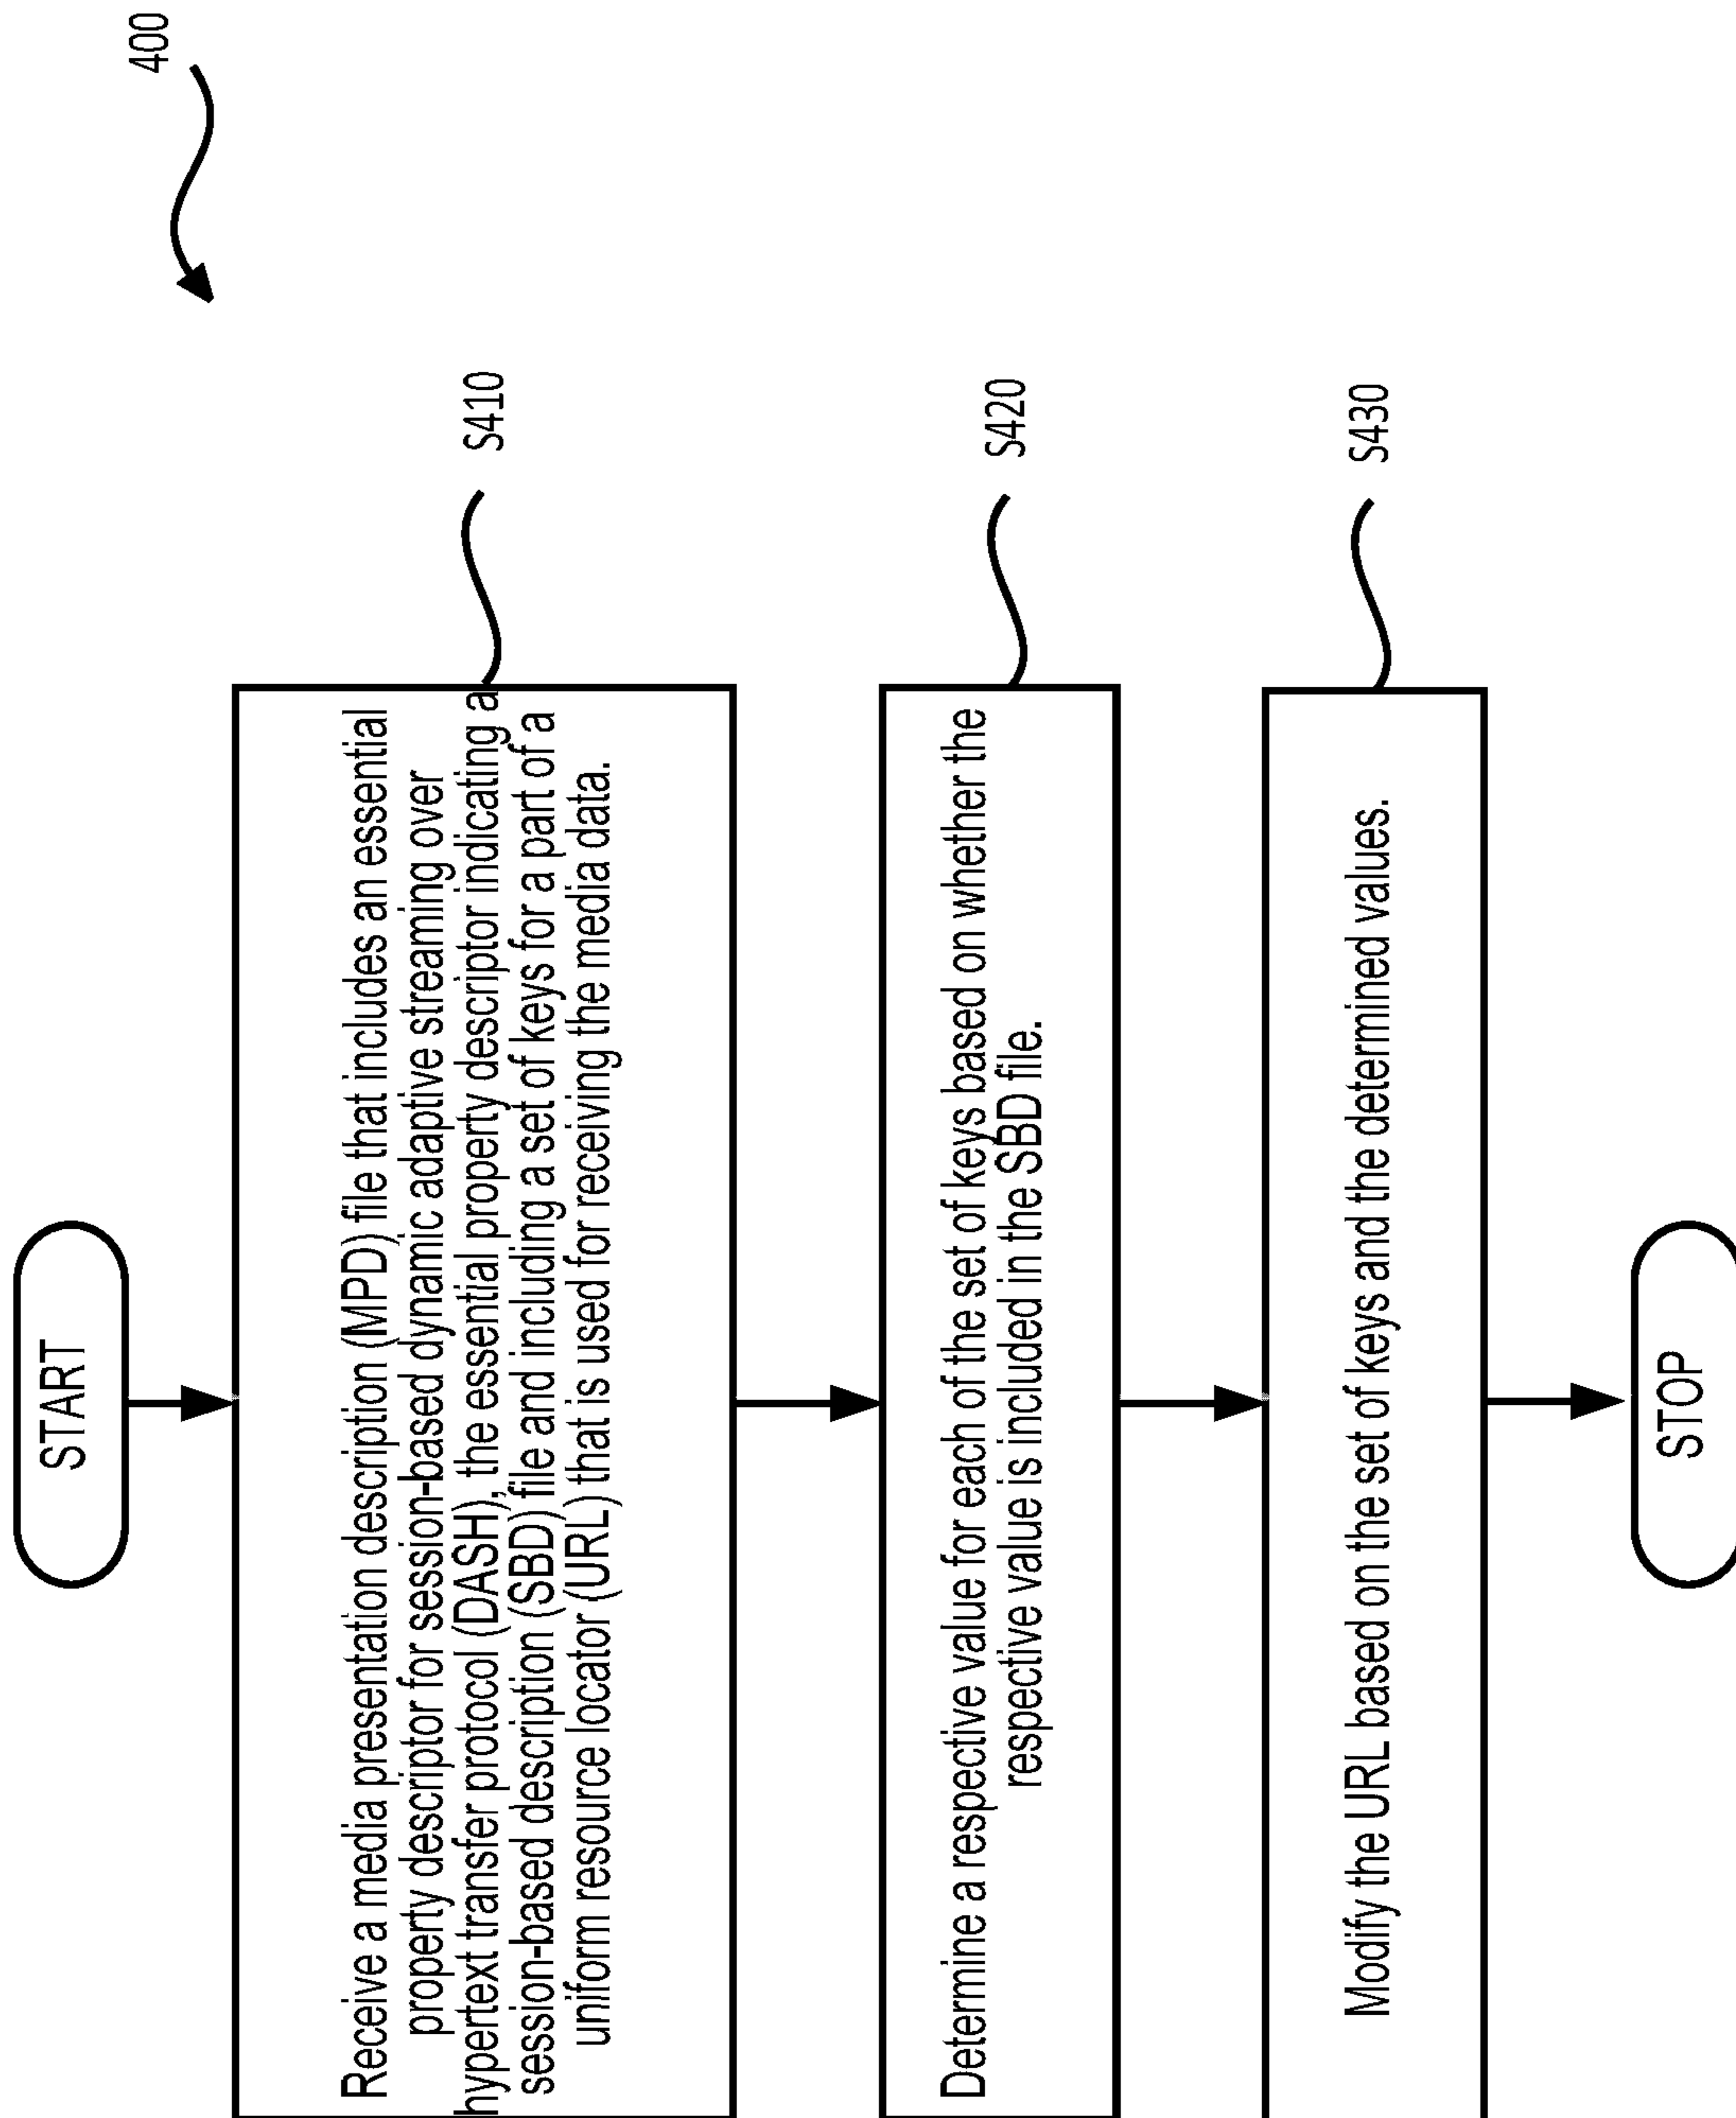 400
START
Receive a media presentation description (MPD) file that includes an essential
property descriptor for session-based dynamic adaptive streaming over
hypertext transfer protocol (DASH), the essential property descriptor indicating a
session-based description (SBD) file and including a set of keys for a part of a
uniform resource locator (URL) that is used for receiving the media data.
S410
Determine a respective value for each of the set of keys based on whether the
respective value is included in the SBD file.
S420
Modify the URL based on the set of keys and the determined values.
S430
STOP